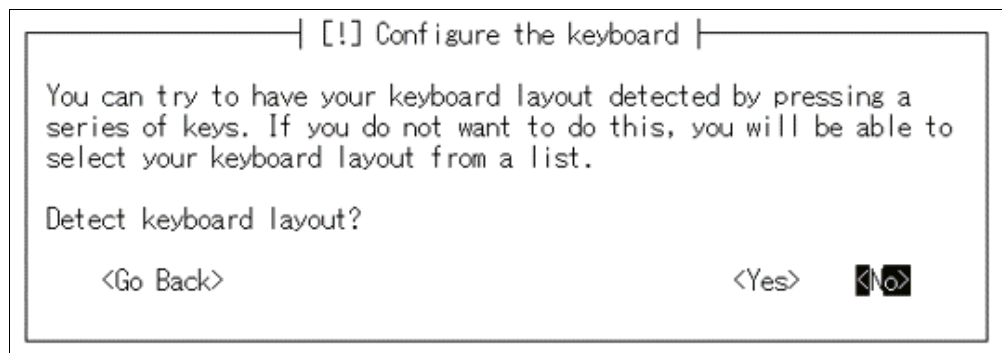 [!] Configure the keyboard
You can try to have your keyboard layout detected by pressing a
series of keys. If you do not want to do this, you will be able to
select your keyboard layout from a list.
Detect keyboard layout?
<Go Back> <Yes> <No>